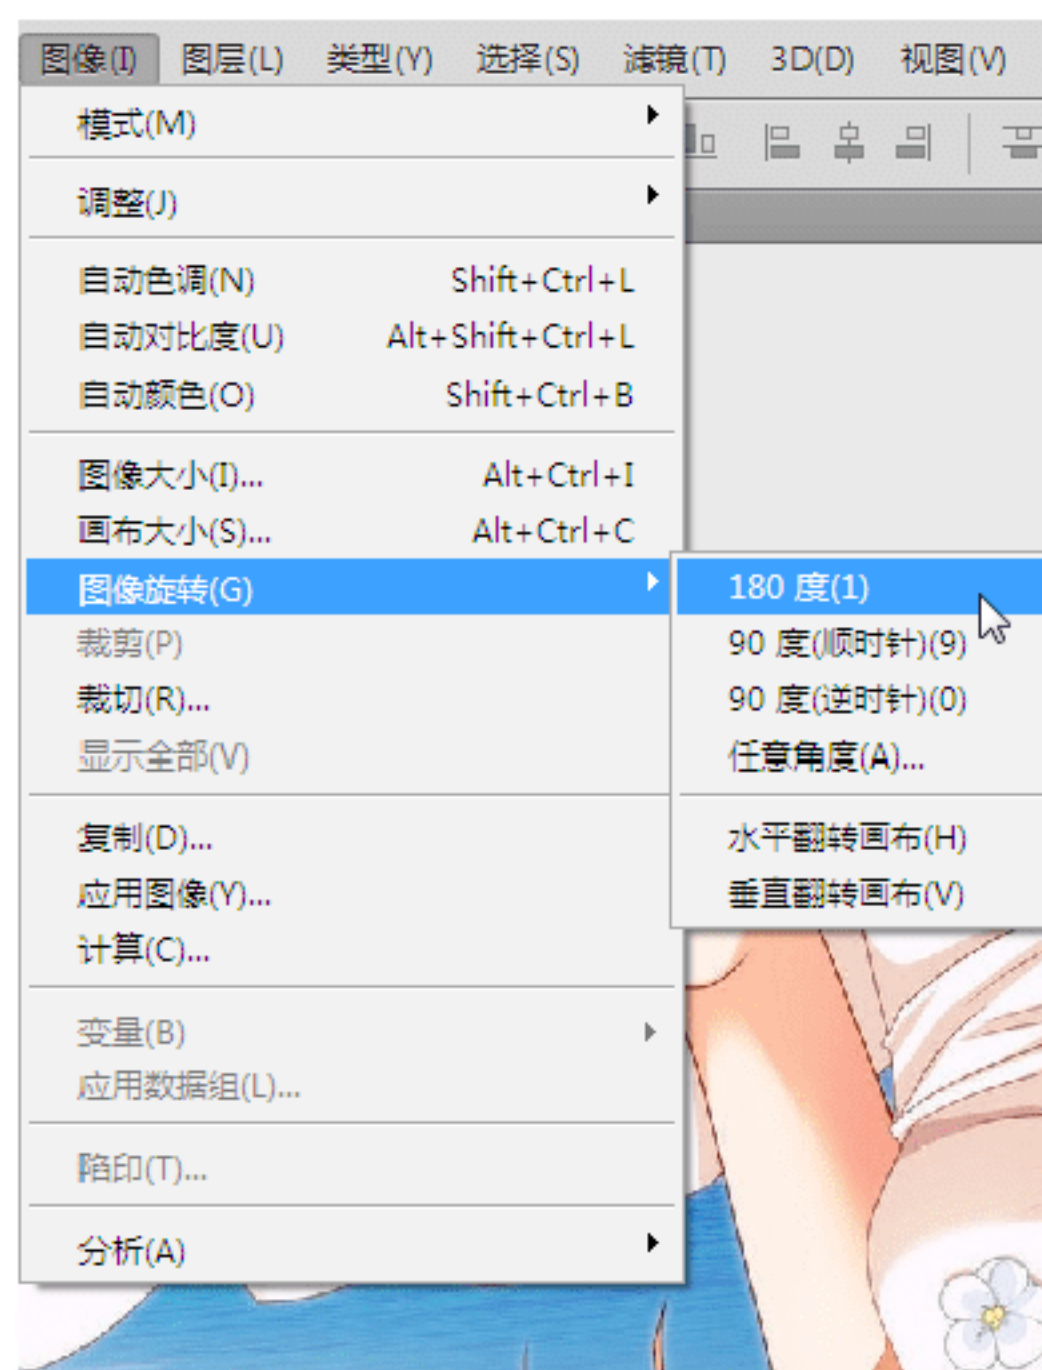 图像(I) 图层(L) 类型(Y) 选择(S) 滤镜(T) 3D(D) 视图(V)
模式(M)
调整(J)
自动色调(N) Shift+Ctrl+L
自动对比度(U) Alt+Shift+Ctrl+L
自动颜色(O) Shift+Ctrl+B
图像大小(I)... Alt+Ctrl+I
画布大小(S)... Alt+Ctrl+C
图像旋转(G)
裁剪(P)
裁切(R)...
显示全部(V)
复制(D)...
应用图像(Y)...
计算(C)...
变量(B)
应用数据组(L)...
陷印(T)...
分析(A)
180 度(1)
90 度(顺时针)(9)
90 度(逆时针)(0)
任意角度(A)...
水平翻转画布(H)
垂直翻转画布(V)